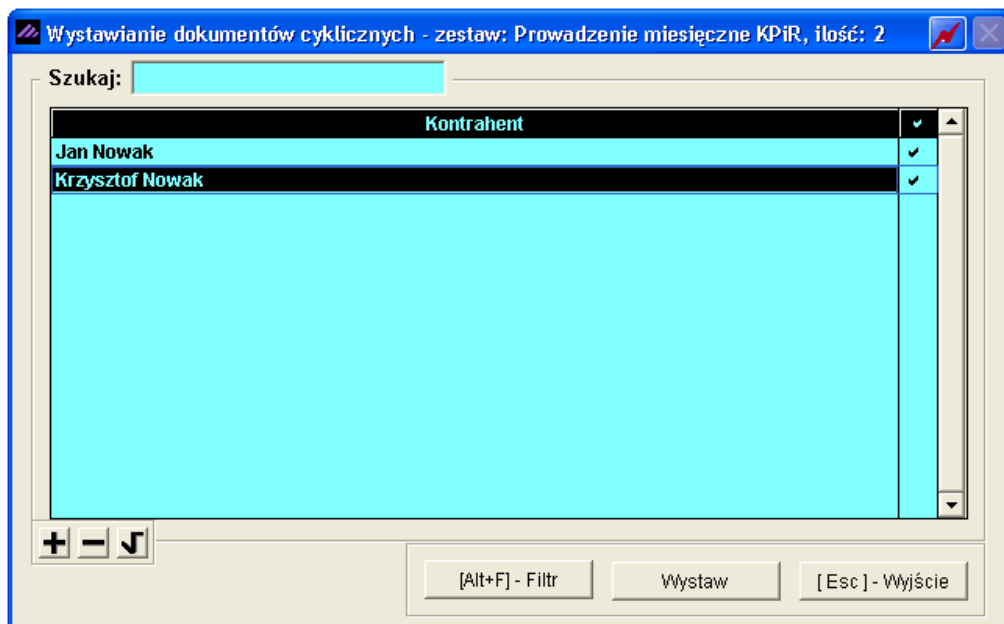 Wystawianie dokumentów cyklicznych - zestaw: Prowadzenie miesięczne KPiR, ilość: 2
Szukaj:
Kontrahent
Jan Nowak
Krzysztof Nowak
[Alt+F] - Filtr
Wystaw
[ Esc ] - Wyjście